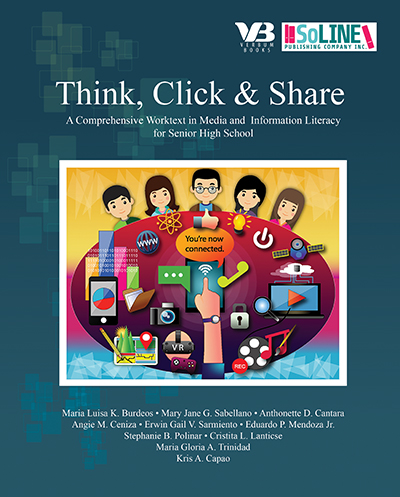 VB
VERBUM
BOOKS
SoLINE
PUBLISHING COMPANY INC.
Think, Click & Share
A Comprehensive Worktext in Media and Information Literacy
for Senior High School
WWW
You're now
connected.
VR
REC
Maria Luisa K. Burdeos • Mary Jane G. Sabellano • Anthonette D. Cantara
Angie M. Ceniza • Erwin Gail V. Sarmiento • Eduardo P. Mendoza Jr.
Stephanie B. Polinar • Cristita L. Lanticse
Maria Gloria A. Trinidad
Kris A. Capao